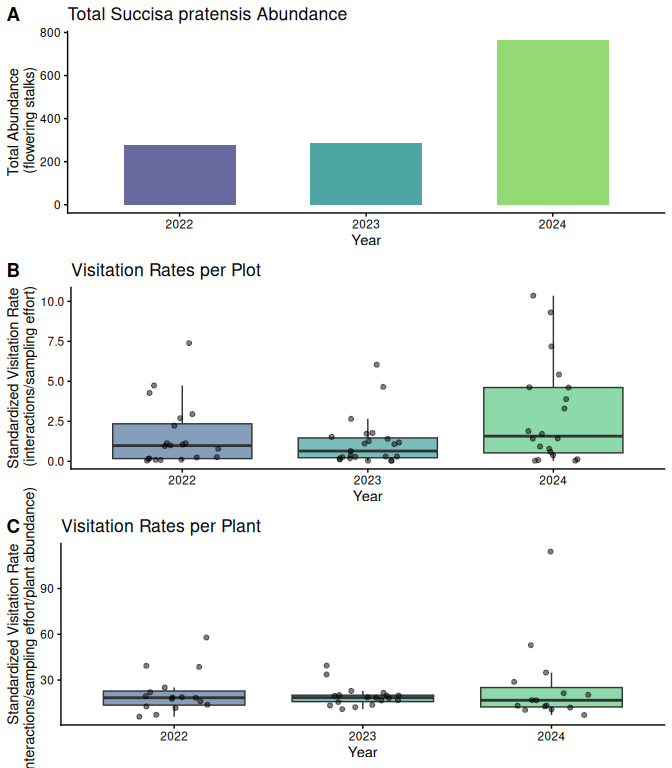 A
Total Succisa pratensis Abundance
Total Abundance
(flowering stalks)
800
600
400
200
0
2022
2023
2024
Year
B
Visitation Rates per Plot
Standardized Visitation Rate
(interactions/sampling effort)
10.0
7.5
5.0
2.5
0.0
2022
2023
2024
Year
C
Visitation Rates per Plant
Standardized Visitation Rate
nteractions/sampling effort/plant abundance)
90
60
30
2022
2023
2024
Year